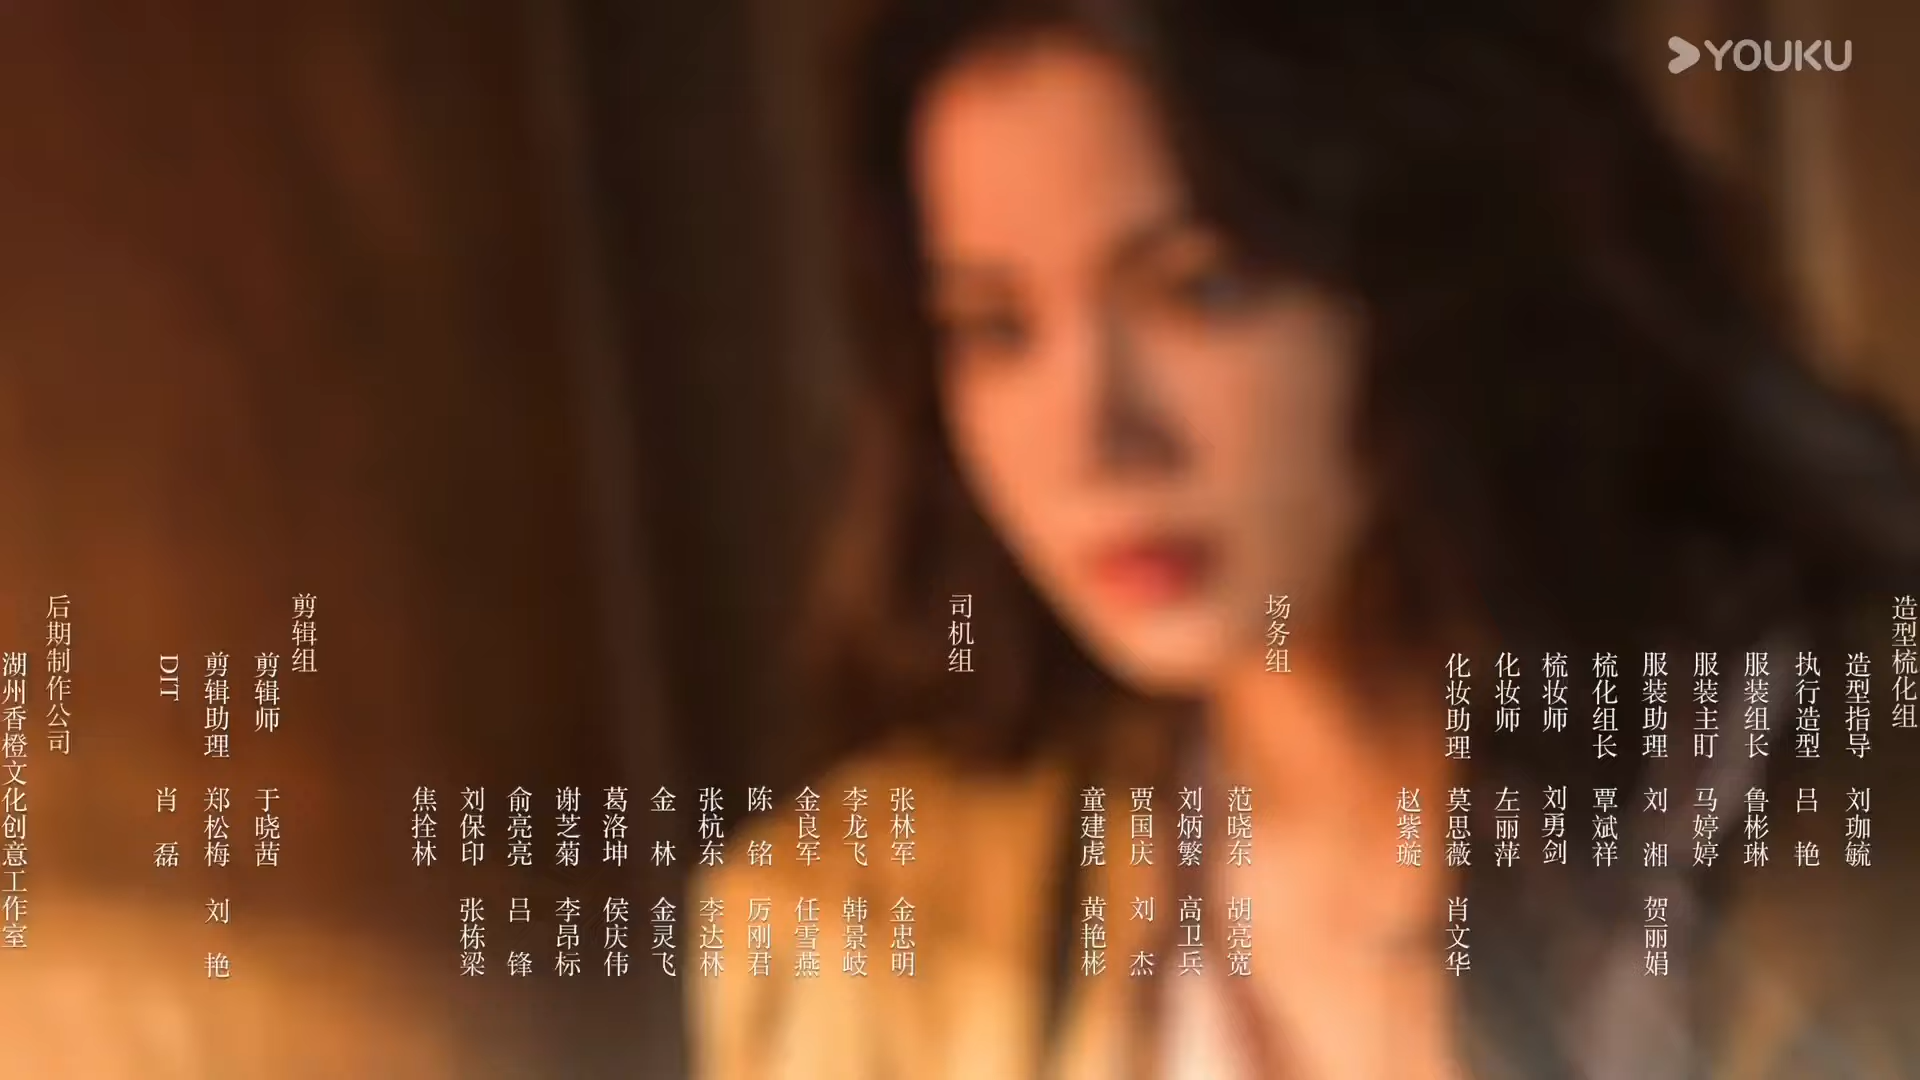 YOUKU
造型梳化组
造型指导 刘珈毓
执行造型 吕 艳
服装组长 鲁彬琳
服装主盯 马婷婷
服装助理 刘 湘 贺丽娟
梳化组长 覃斌祥
梳妆师 刘勇剑
化妆师 左丽萍
化妆助理 莫思薇 肖文华
赵紫璇
场务组
范晓东 胡亮宽
刘炳繁 高卫兵
贾国庆 刘 杰
童建虎 黄艳彬
司机组
张林军 金忠明
李龙飞 韩景岐
金良军 任雪燕
陈 铭 厉刚君
张杭东 李达林
金 林 金灵飞
葛洛坤 侯庆伟
谢芝菊 李昂标
俞亮亮 吕 锋
刘保印 张栋梁
焦拴林
剪辑组
剪辑师 于晓茜
剪辑助理 郑松梅 刘 艳
DIT 肖 磊
后期制作公司
湖州香橙文化创意工作室